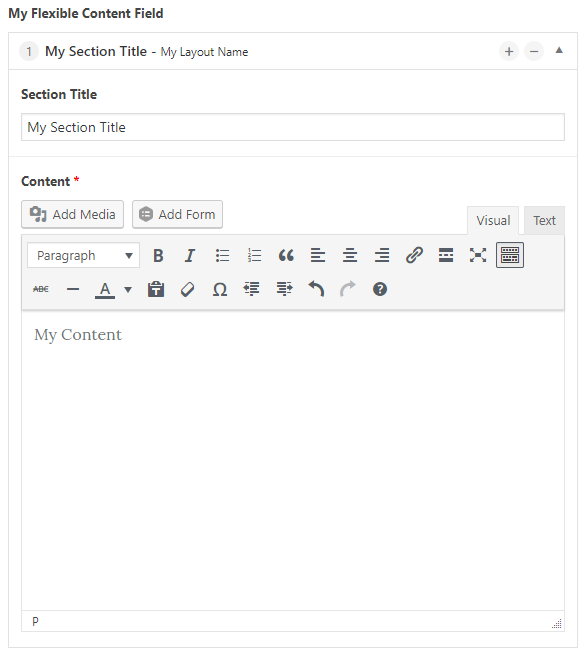 My Flexible Content Field
1 My Section Title - My Layout Name
Section Title
My Section Title
Content *
Add Media Add Form
Visual Text
Paragraph B I
ABC A T Ω ?
My Content
P